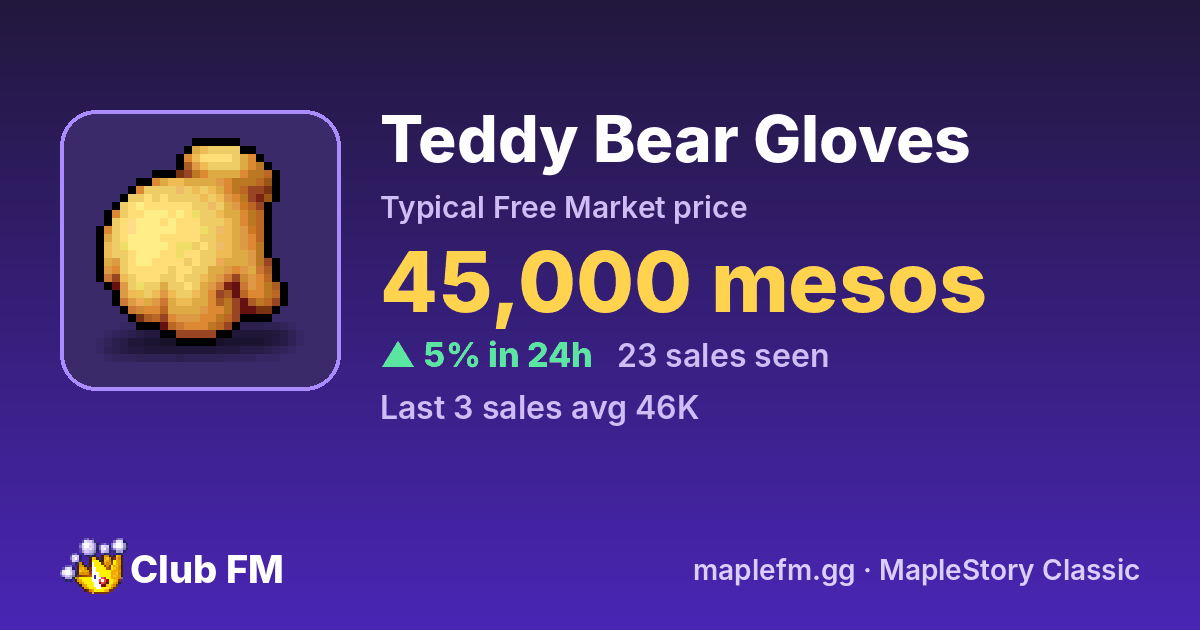 Teddy Bear Gloves
Typical Free Market price
45,000 mesos
▲ 5% in 24h 23 sales seen
Last 3 sales avg 46K
Club FM
maplefm.gg · MapleStory Classic